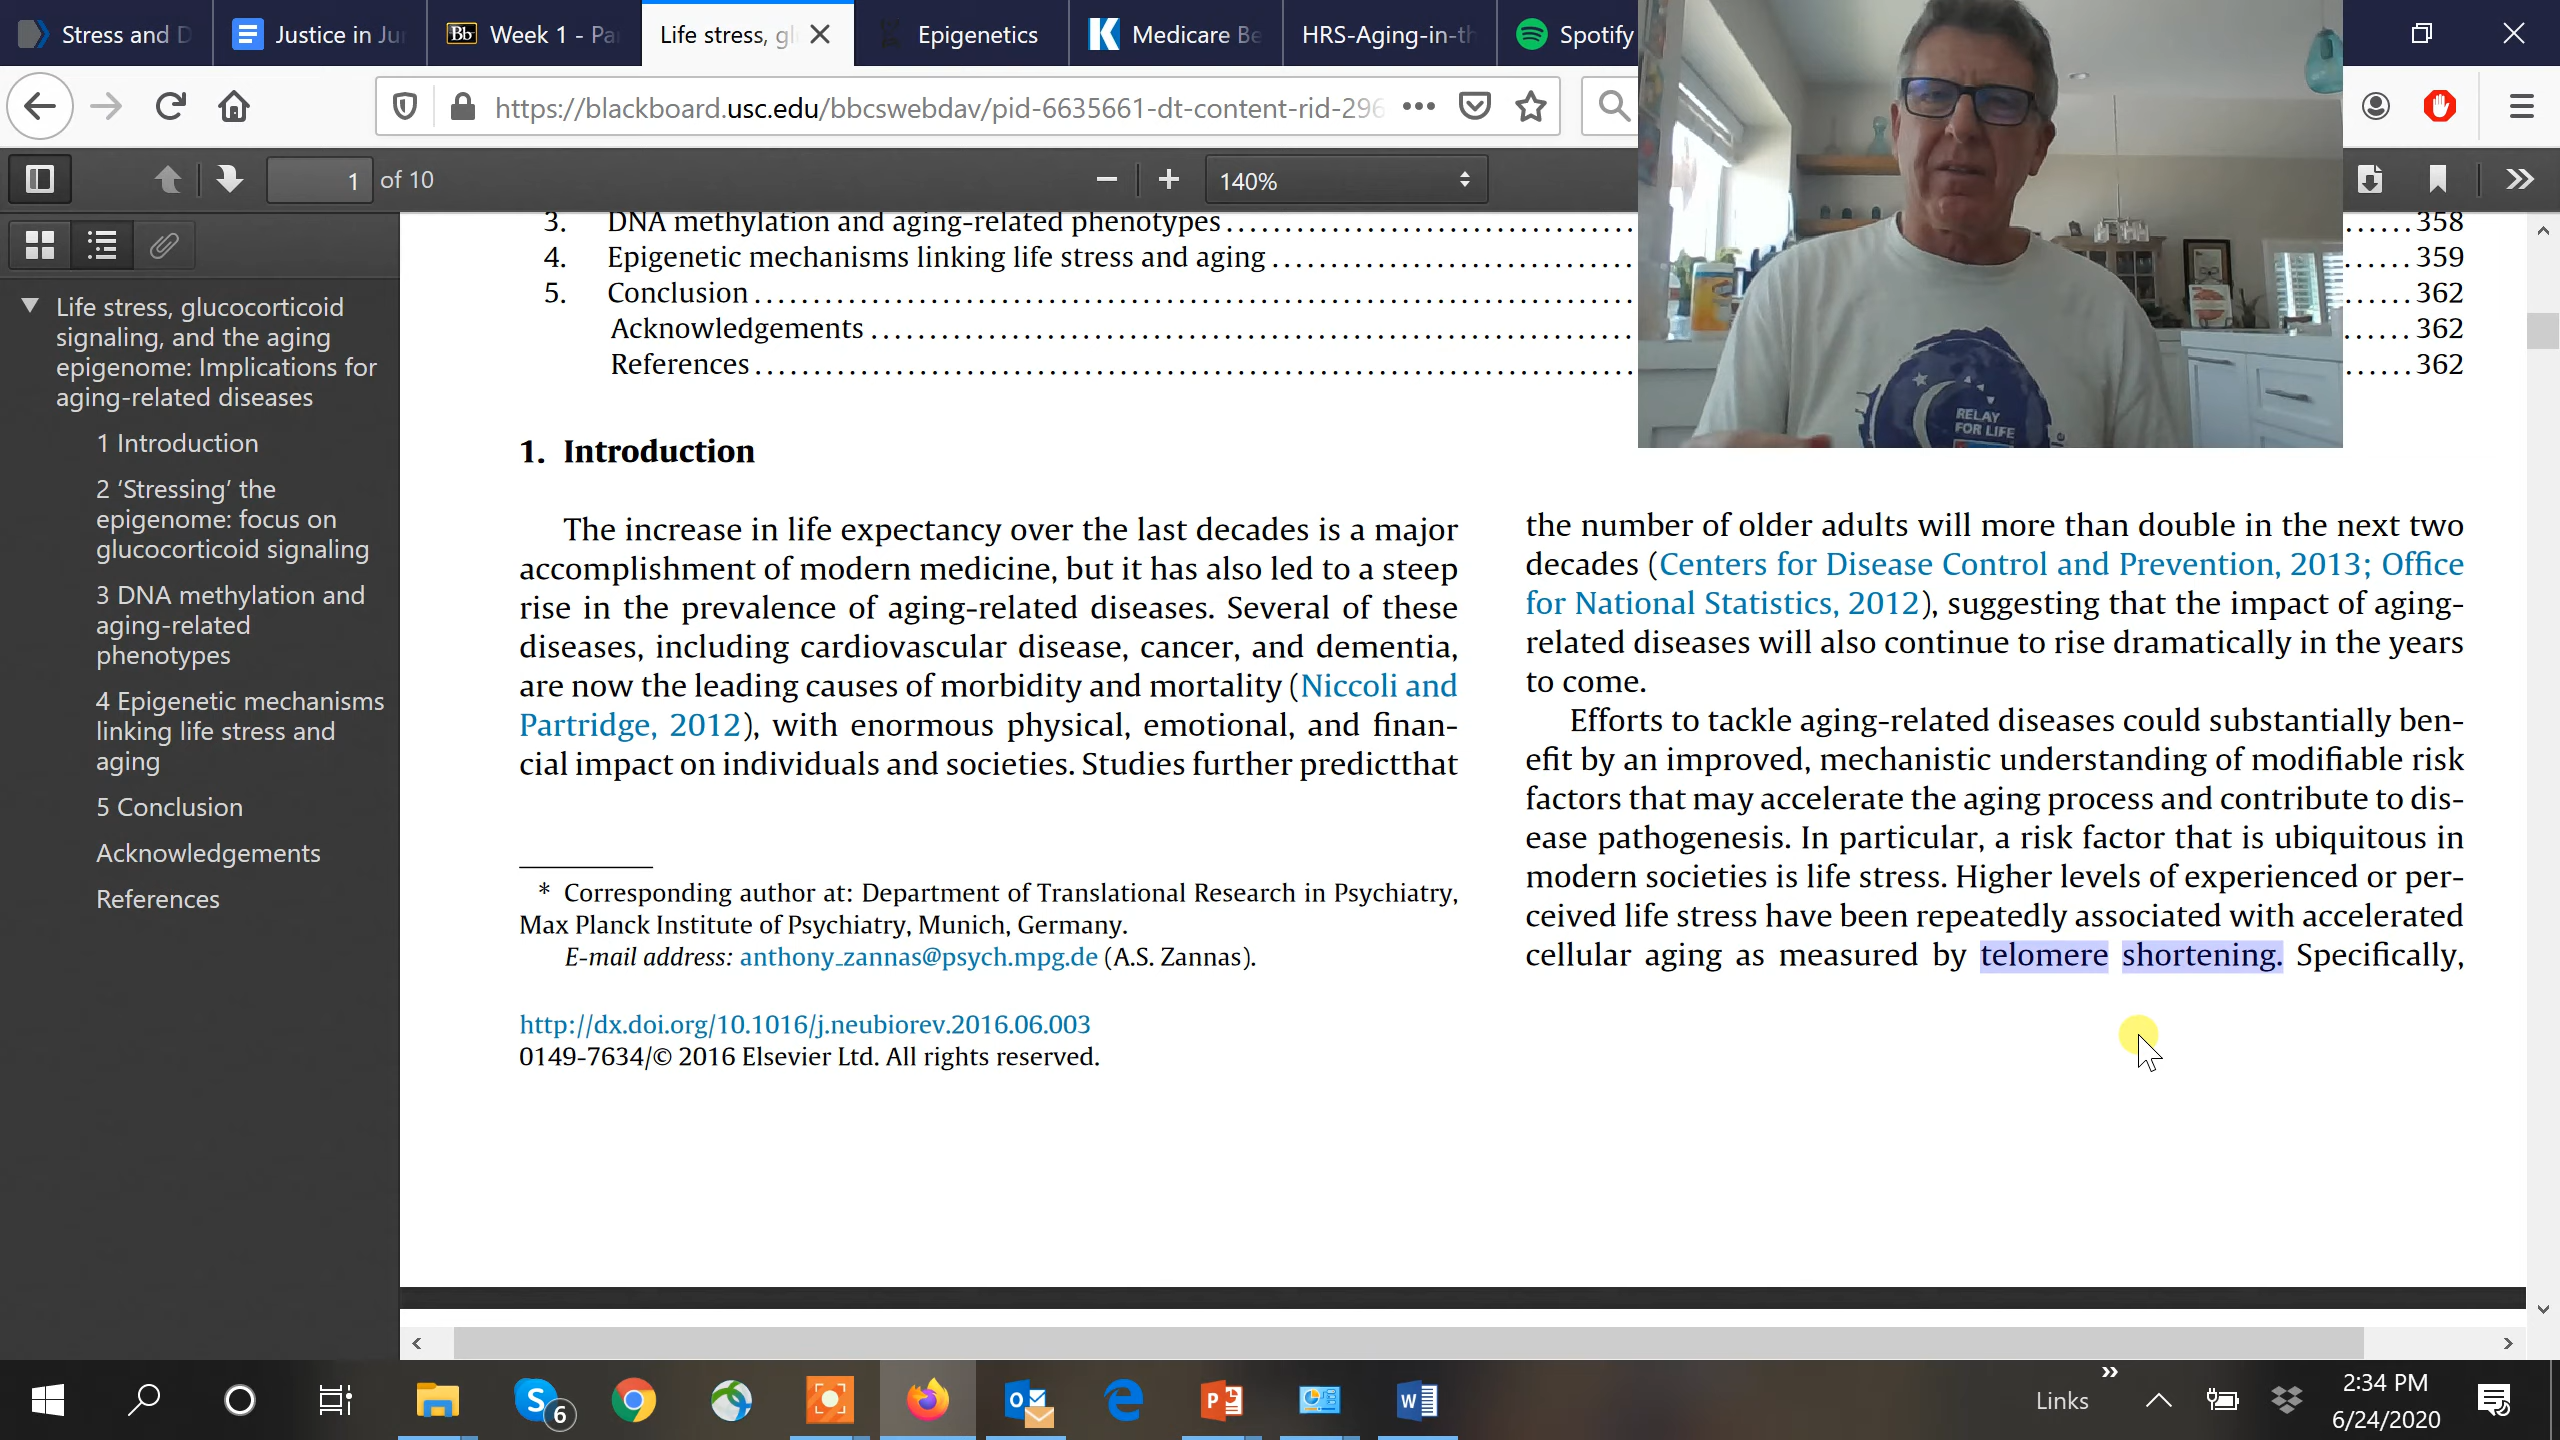 Stress and D
Justice in Ju
Bb Week 1 - Pa
Life stress, gl
Epigenetics
Medicare Be
HRS-Aging-in-th
Spotify
https://blackboard.usc.edu/bbcswebdav/pid-6635661-dt-content-rid-296
1 of 10
140%
Life stress, glucocorticoid
signaling, and the aging
epigenome: Implications for
aging-related diseases
1 Introduction
2 ‘Stressing’ the
epigenome: focus on
glucocorticoid signaling
3 DNA methylation and
aging-related
phenotypes
4 Epigenetic mechanisms
linking life stress and
aging
5 Conclusion
Acknowledgements
References
3. DNA methylation and aging-related phenotypes 358
4. Epigenetic mechanisms linking life stress and aging 359
5. Conclusion 362
Acknowledgements 362
References 362
RELAY
FOR LIFE
1. Introduction
The increase in life expectancy over the last decades is a major
accomplishment of modern medicine, but it has also led to a steep
rise in the prevalence of aging-related diseases. Several of these
diseases, including cardiovascular disease, cancer, and dementia,
are now the leading causes of morbidity and mortality (Niccoli and
Partridge, 2012), with enormous physical, emotional, and finan-
cial impact on individuals and societies. Studies further predictthat
* Corresponding author at: Department of Translational Research in Psychiatry,
Max Planck Institute of Psychiatry, Munich, Germany.
E-mail address: anthony_zannas@psych.mpg.de (A.S. Zannas).
http://dx.doi.org/10.1016/j.neubiorev.2016.06.003
0149-7634/© 2016 Elsevier Ltd. All rights reserved.
the number of older adults will more than double in the next two
decades (Centers for Disease Control and Prevention, 2013; Office
for National Statistics, 2012), suggesting that the impact of aging-
related diseases will also continue to rise dramatically in the years
to come.
Efforts to tackle aging-related diseases could substantially ben-
efit by an improved, mechanistic understanding of modifiable risk
factors that may accelerate the aging process and contribute to dis-
ease pathogenesis. In particular, a risk factor that is ubiquitous in
modern societies is life stress. Higher levels of experienced or per-
ceived life stress have been repeatedly associated with accelerated
cellular aging as measured by telomere shortening. Specifically,
6
Links
2:34 PM
6/24/2020